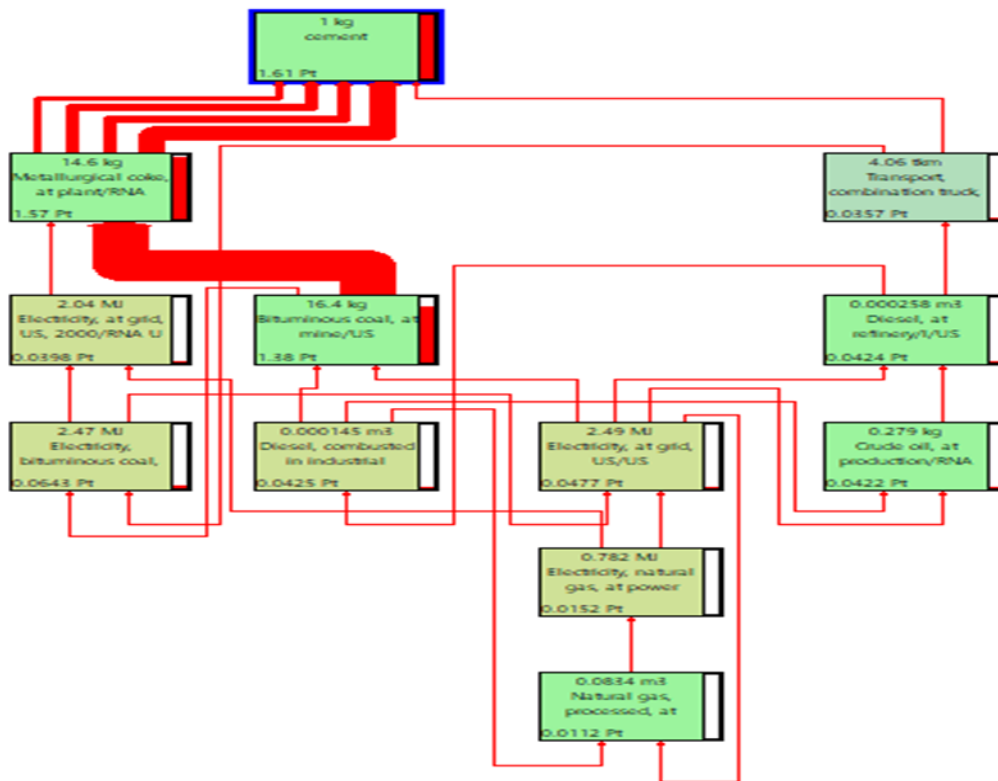 1 kg
cement
1.61 Pt
14.6 kg
Metallurgical coke,
at plant/RNA
1.57 Pt
4.06 tkm
Transport,
combination truck,
0.0357 Pt
2.04 MJ
Electricity, at grid,
US, 2000/RNA U
0.0398 Pt
16.4 kg
Bituminous coal, at
mine/US
1.38 Pt
0.000258 m3
Diesel, at
refinery/l/US
0.0424 Pt
2.47 MJ
Electricity,
bituminous coal,
0.0643 Pt
0.000145 m3
Diesel, combusted
in industrial
0.0425 Pt
2.49 MJ
Electricity, at grid,
US/US
0.0477 Pt
0.279 kg
Crude oil, at
production/RNA
0.0422 Pt
0.782 MJ
Electricity, natural
gas, at power
0.0152 Pt
0.0834 m3
Natural gas,
processed, at
0.0112 Pt